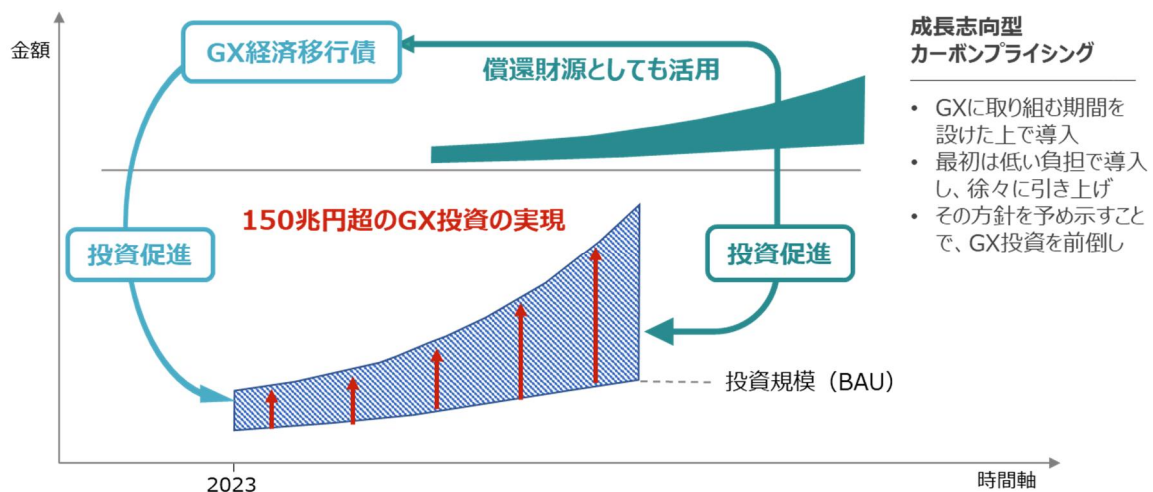 金額
GX経済移行債
償還財源としても活用
150兆円超のGX投資の実現
投資促進
投資促進
投資規模（BAU）
2023
時間軸
成長志向型
カーボンプライシング
• GXに取り組む期間を
設けた上で導入
• 最初は低い負担で導入
し、徐々に引き上げ
• その方針を予め示すこと
で、GX投資を前倒し